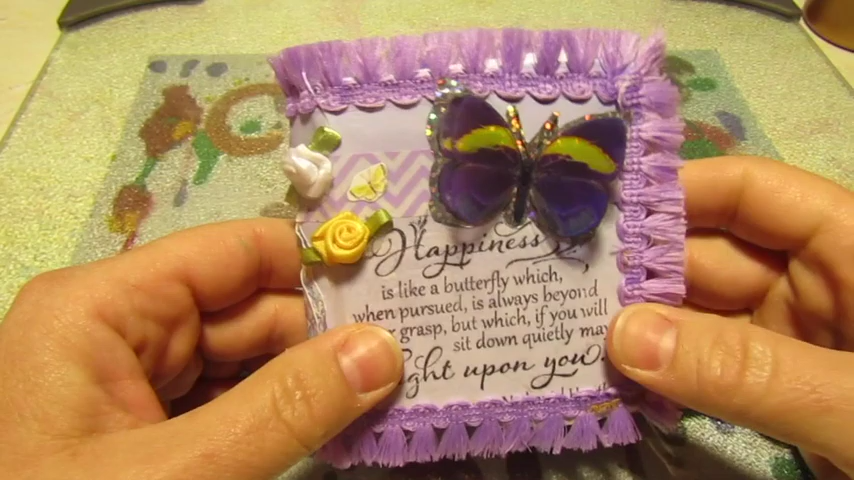 Happiness
is like a butterfly which,
when pursued, is always beyond
grasp, but which, if you will
sit down quietly may
ght upon you.